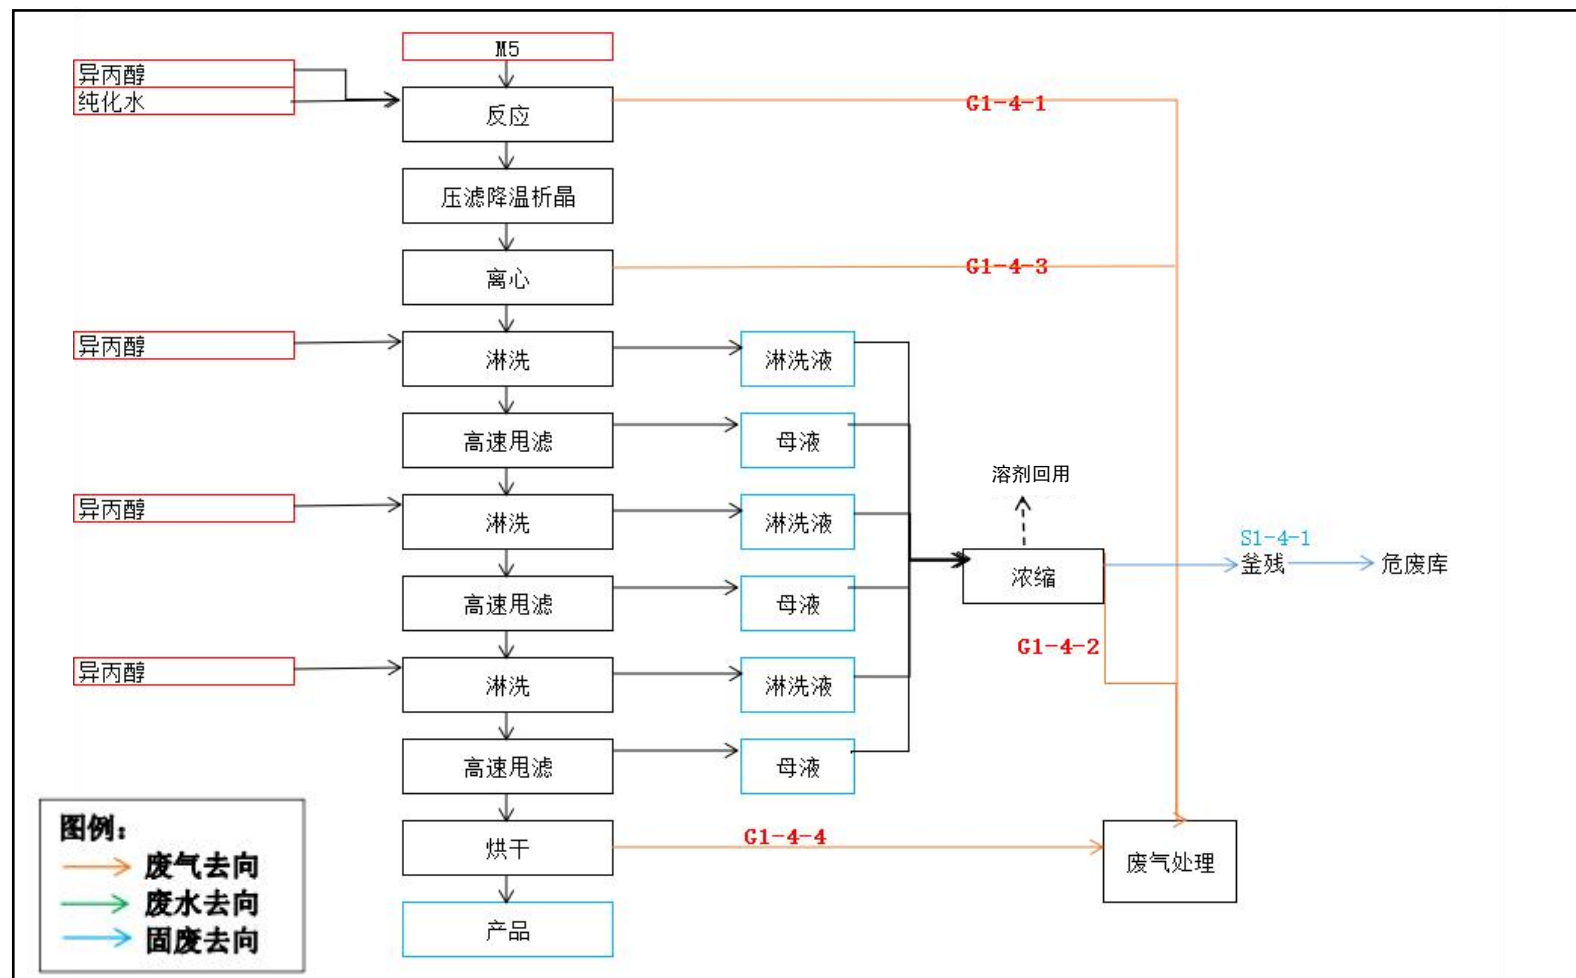 M5
异丙醇
纯化水
反应
G1-4-1
压滤降温析晶
离心
G1-4-3
异丙醇
淋洗
淋洗液
高速甩滤
母液
溶剂回用
异丙醇
淋洗
淋洗液
S1-4-1
浓缩
釜残
危废库
高速甩滤
母液
G1-4-2
异丙醇
淋洗
淋洗液
高速甩滤
母液
图例：
废气去向
废水去向
固废去向
烘干
G1-4-4
废气处理
产品